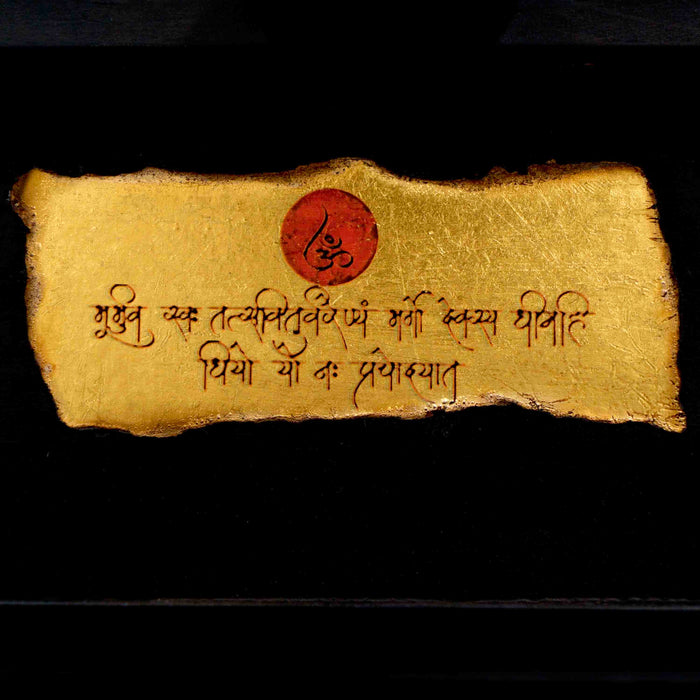 ॐ
भूर्भुव स्वः तत्सवितुर्वरेण्यं भर्गो देवस्य धीमहि
धियो यो नः प्रचोदयात